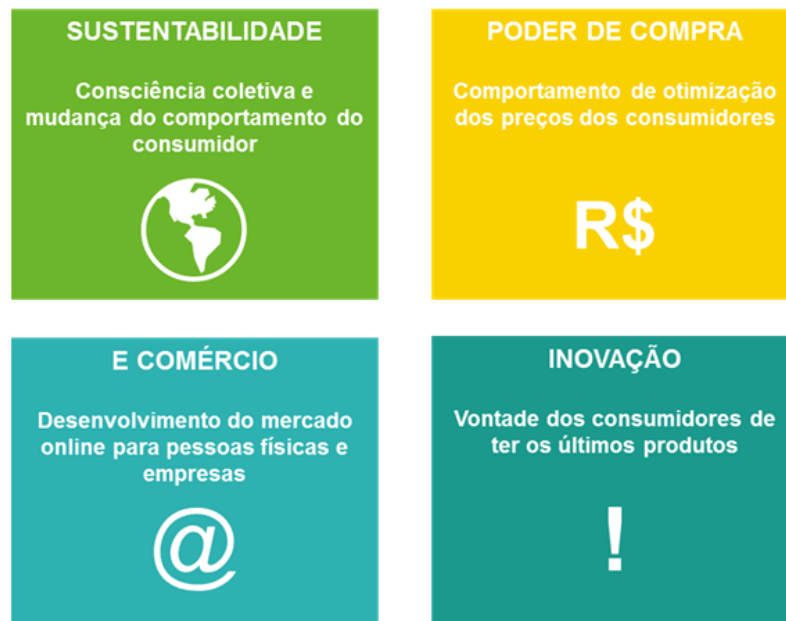 SUSTENTABILIDADE
Consciência coletiva e
mudança do comportamento do
consumidor
PODER DE COMPRA
Comportamento de otimização
dos preços dos consumidores
R$
E COMÉRCIO
Desenvolvimento do mercado
online para pessoas físicas e
empresas
@
INOVAÇÃO
Vontade dos consumidores de
ter os últimos produtos
!